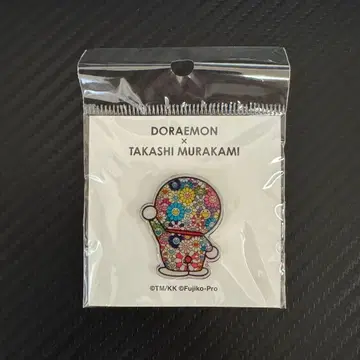 DORAEMON
×
TAKASHI MURAKAMI
©TM/KK ©Fujiko-Pro